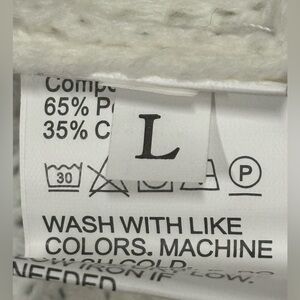 Comp
65% P
35% C
L
30
P
WASH WITH LIKE
COLORS. MACHINE
NEEDED